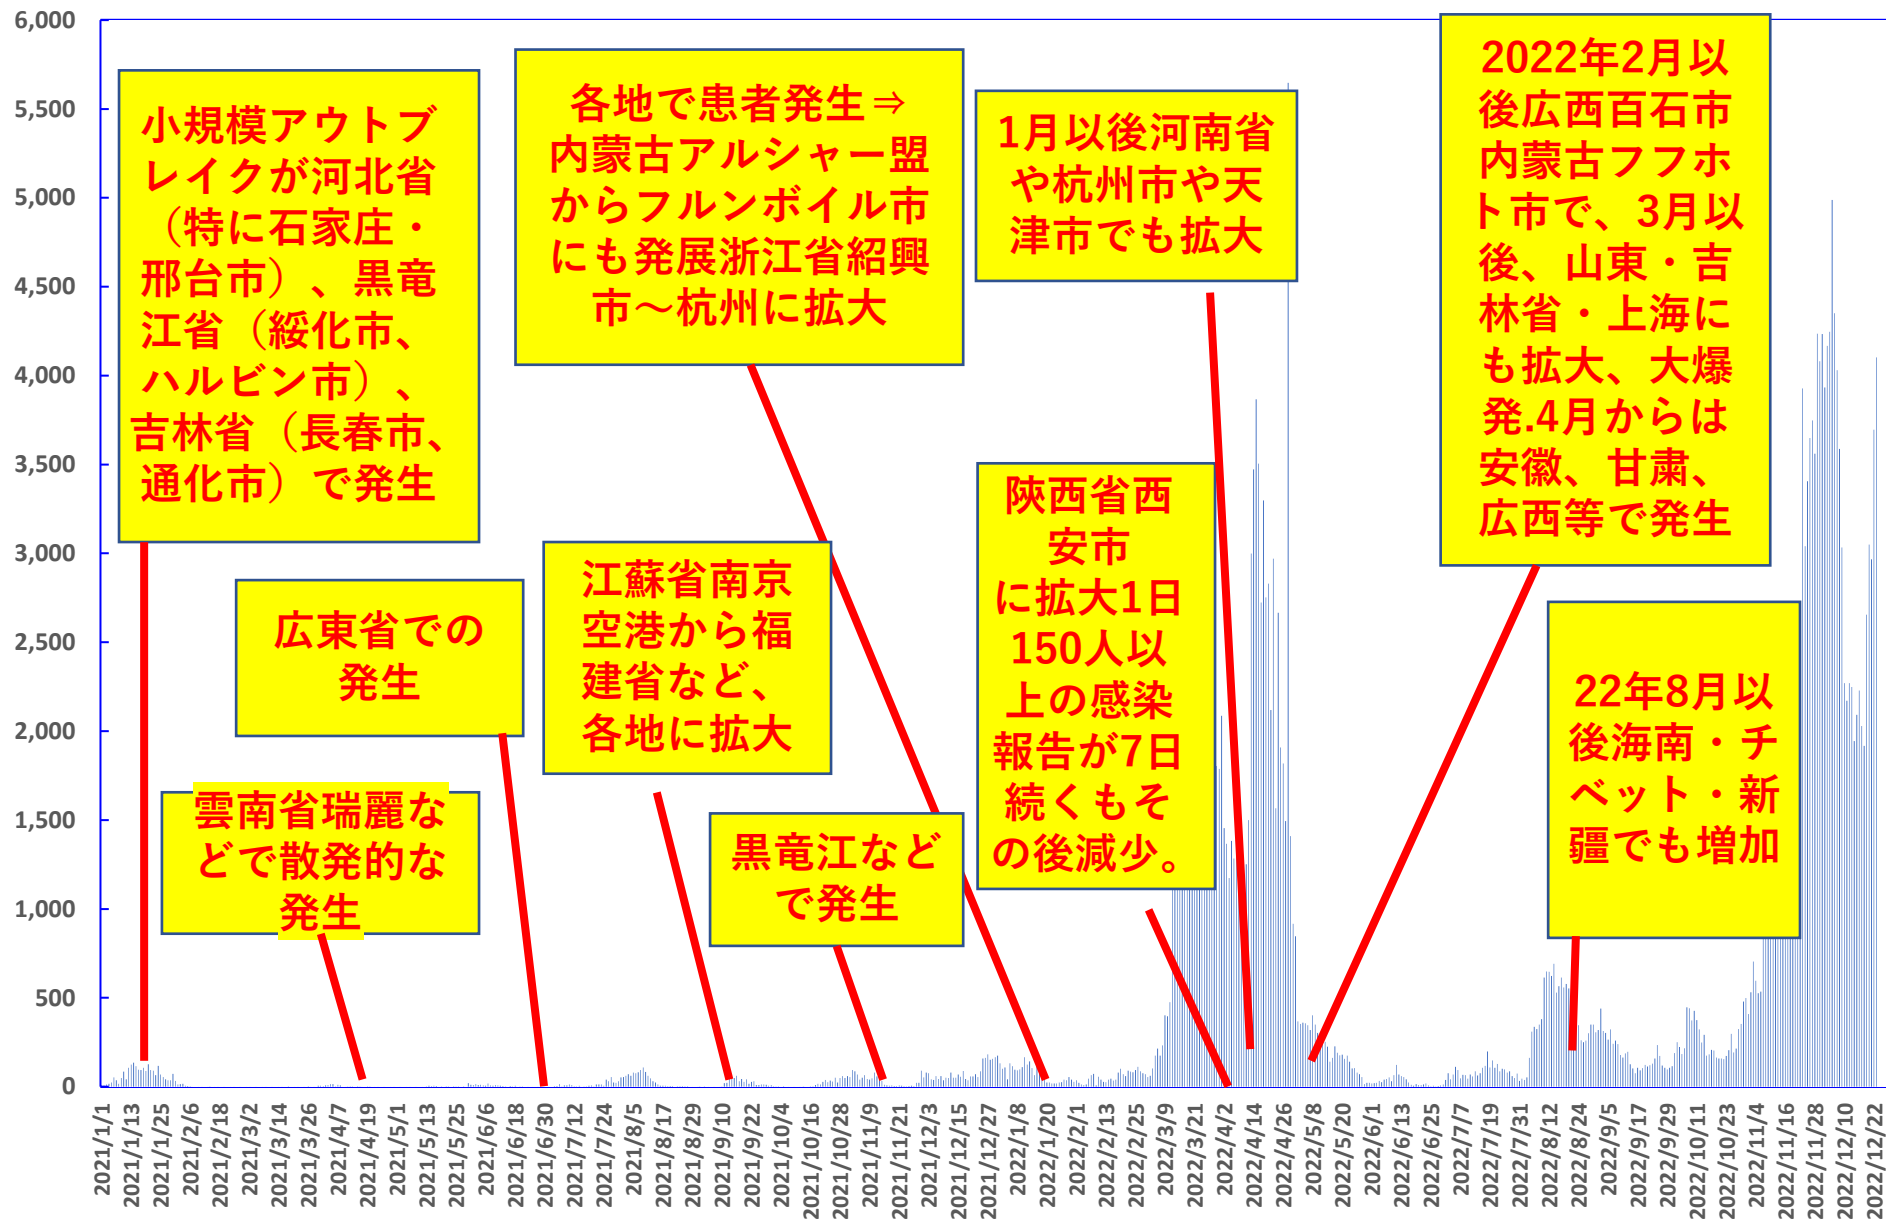 6,000
5,500
5,000
4,500
4,000
3,500
3,000
2,500
2,000
1,500
1,000
500
0
小規模アウトブ
レイクが河北省
（特に石家庄・
邢台市）、黒竜
江省（綏化市、
ハルビン市）、
吉林省（長春市、
通化市）で発生
雲南省瑞麗な
どで散発的な
発生
広東省での
発生
各地で患者発生⇒
内蒙古アルシャー盟
からフルンボイル市
にも発展浙江省紹興
市～杭州に拡大
江蘇省南京
空港から福
建省など、
各地に拡大
黒竜江など
で発生
1月以後河南省
や杭州市や天
津市でも拡大
陝西省西
安市
に拡大1日
150人以
上の感染
報告が7日
続くもそ
の後減少。
2022年2月以
後広西百石市
内蒙古フフホ
ト市で、3月以
後、山東・吉
林省・上海に
も拡大、大爆
発.4月からは
安徽、甘粛、
広西等で発生
22年8月以
後海南・チ
ベット・新
疆でも増加
2021/1/1
2021/1/13
2021/1/25
2021/2/6
2021/2/18
2021/3/2
2021/3/14
2021/3/26
2021/4/7
2021/4/19
2021/5/1
2021/5/13
2021/5/25
2021/6/6
2021/6/18
2021/6/30
2021/7/12
2021/7/24
2021/8/5
2021/8/17
2021/8/29
2021/9/10
2021/9/22
2021/10/4
2021/10/16
2021/10/28
2021/11/9
2021/11/21
2021/12/3
2021/12/15
2021/12/27
2022/1/8
2022/1/20
2022/2/1
2022/2/13
2022/2/25
2022/3/9
2022/3/21
2022/4/2
2022/4/14
2022/4/26
2022/5/8
2022/5/20
2022/6/1
2022/6/13
2022/6/25
2022/7/7
2022/7/19
2022/7/31
2022/8/12
2022/8/24
2022/9/5
2022/9/17
2022/9/29
2022/10/11
2022/10/23
2022/11/4
2022/11/16
2022/11/28
2022/12/10
2022/12/22